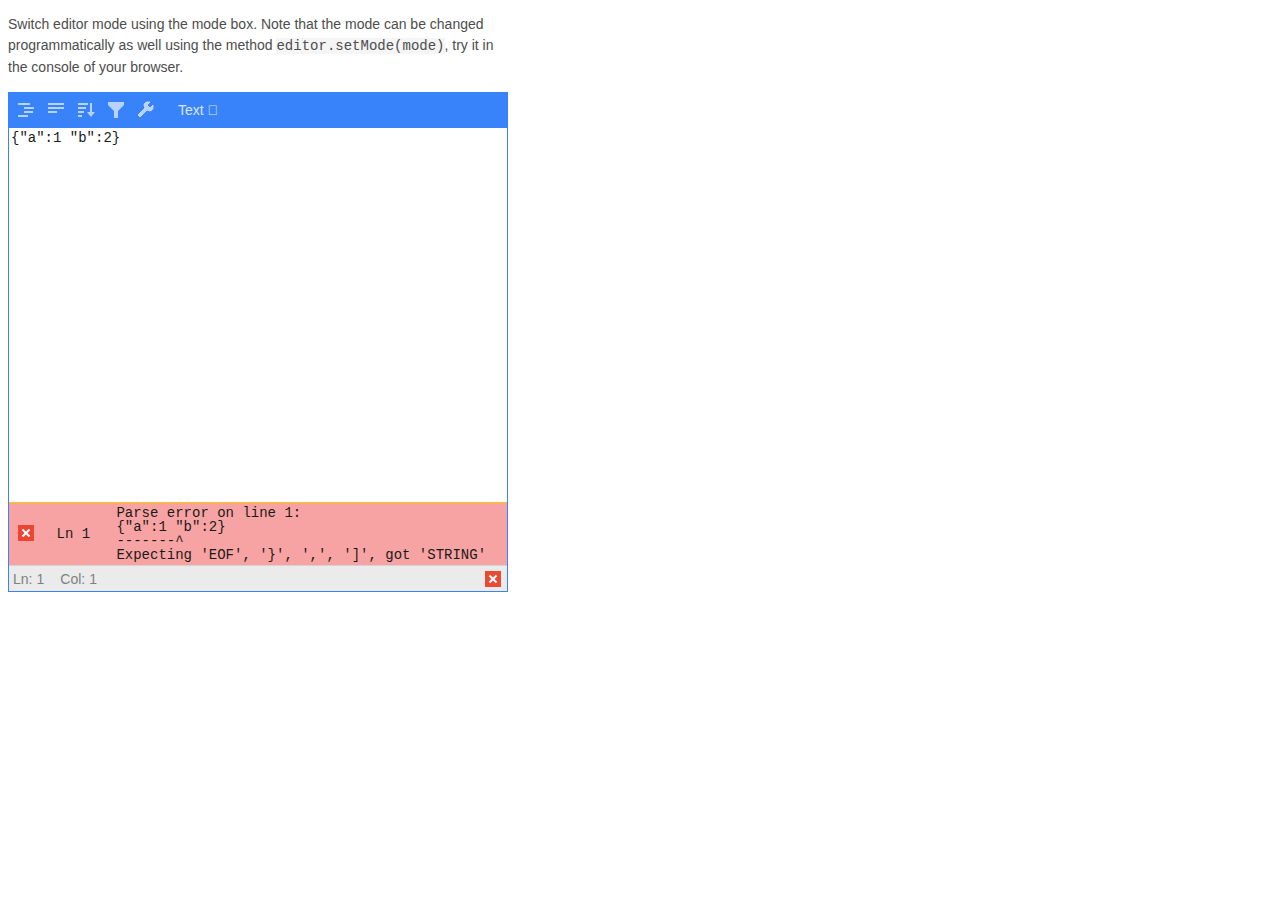 Switch editor mode using the mode box. Note that the mode can be changed
programmatically as well using the method editor.setMode(mode), try it in
the console of your browser.
Text
{"a":1 "b":2}
Ln 1
Parse error on line 1:
{"a":1 "b":2}
-------^
Expecting 'EOF', '}', ',', ']', got 'STRING'
Ln: 1 Col: 1